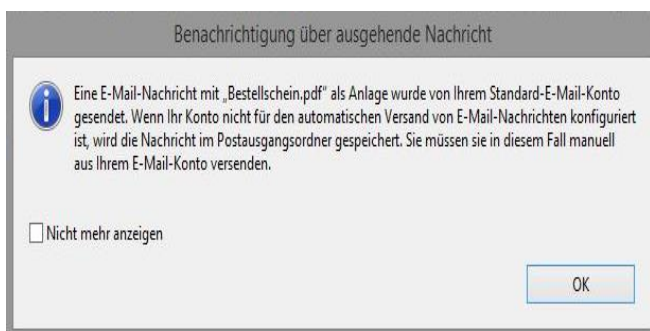 Benachrichtigung über ausgehende Nachricht
Eine E-Mail-Nachricht mit „Bestellschein.pdf“ als Anlage wurde von Ihrem Standard-E-Mail-Konto
gesendet. Wenn Ihr Konto nicht für den automatischen Versand von E-Mail-Nachrichten konfiguriert
ist, wird die Nachricht im Postausgangsordner gespeichert. Sie müssen sie in diesem Fall manuell
aus Ihrem E-Mail-Konto versenden.
Nicht mehr anzeigen
OK